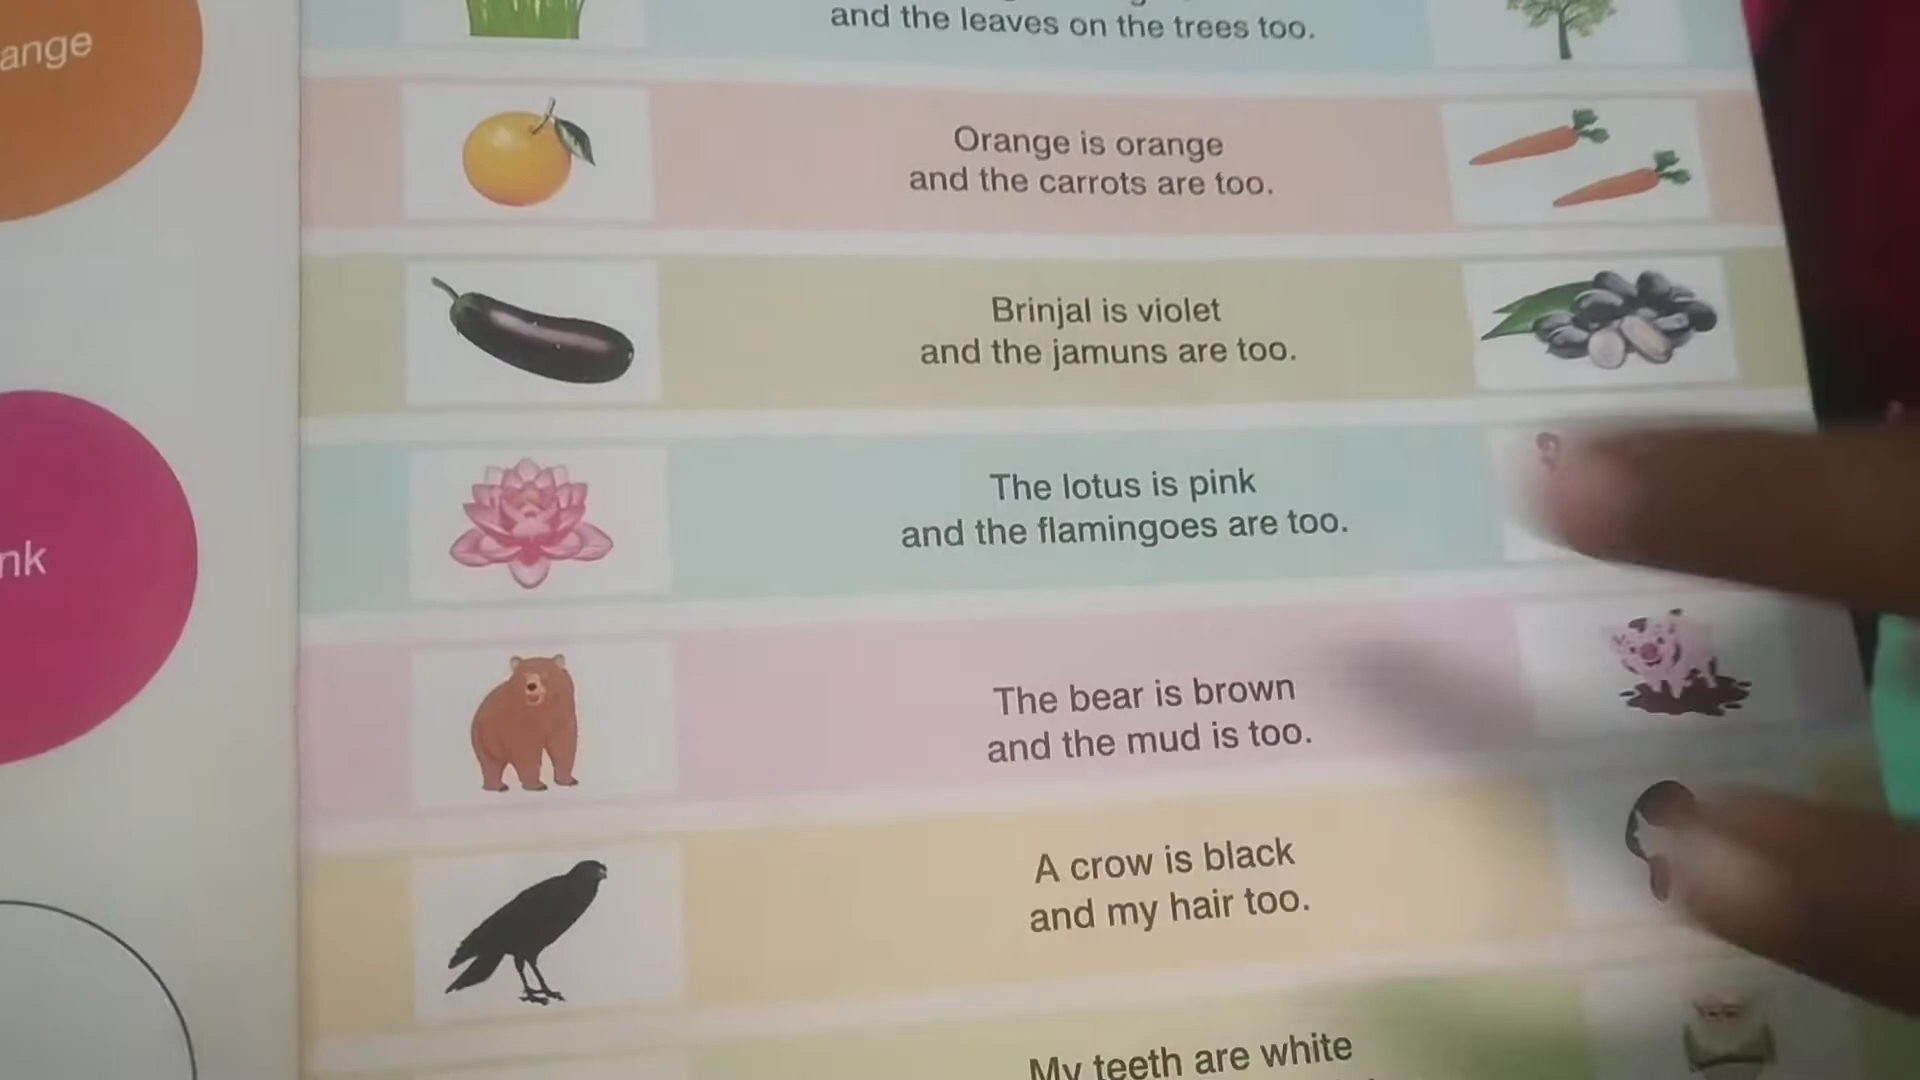 ange
nk
and the leaves on the trees too.
Orange is orange
and the carrots are too.
Brinjal is violet
and the jamuns are too.
The lotus is pink
and the flamingoes are too.
The bear is brown
and the mud is too.
A crow is black
and my hair too.
My teeth are white